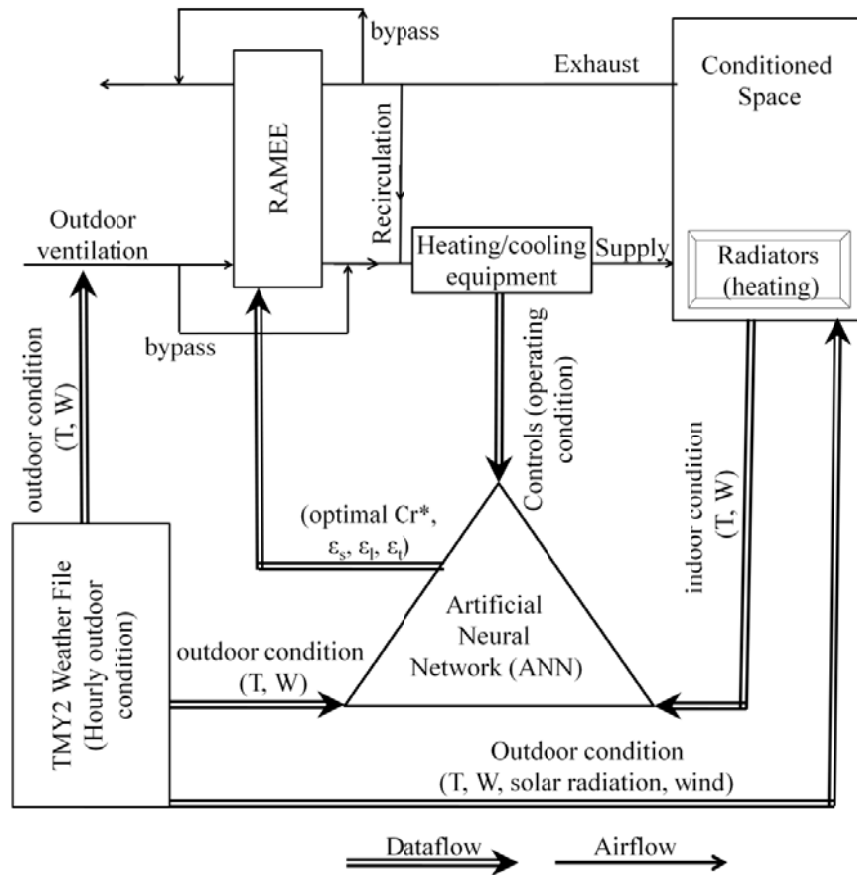 bypass
Exhaust
Conditioned
Space
RAMEE
Recirculation
Outdoor
ventilation
Heating/cooling
equipment
Supply
Radiators
(heating)
bypass
outdoor condition
(T, W)
Controls (operating
condition)
indoor condition
(T, W)
(optimal Cr*,
εs, εl, εt)
Artificial
Neural
Network (ANN)
TMY2 Weather File
(Hourly outdoor
condition)
outdoor condition
(T, W)
Outdoor condition
(T, W, solar radiation, wind)
Dataflow
Airflow